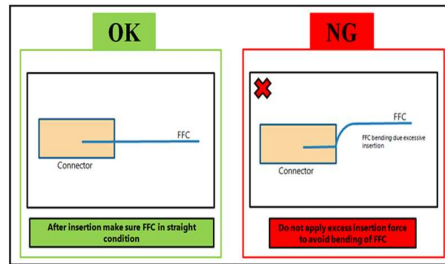 OK
FFC
Connector
After insertion make sure FFC in straight
condition
NG
FFC
FFC bending due excessive
insertion
Connector
Do not apply excess insertion force
to avoid bending of FFC